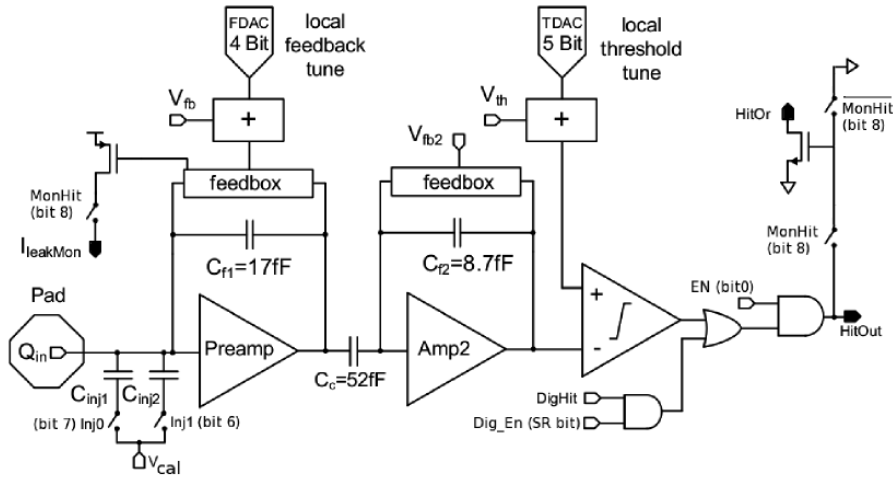 FDAC
4 Bit
local
feedback
tune
TDAC
5 Bit
local
threshold
tune
V_fb
+
V_th
+
V_fb2
HitOr
MonHit
(bit 8)
feedbox
feedbox
MonHit
(bit 8)
I_leakMon
C_f1=17fF
C_f2=8.7fF
MonHit
(bit 8)
Pad
EN (bit0)
+
Q_in
Preamp
Amp2
-
HitOut
C_inj1
C_inj2
C_c=52fF
DigHit
(bit 7) Inj0
Inj1 (bit 6)
Dig_En (SR bit)
V_cal